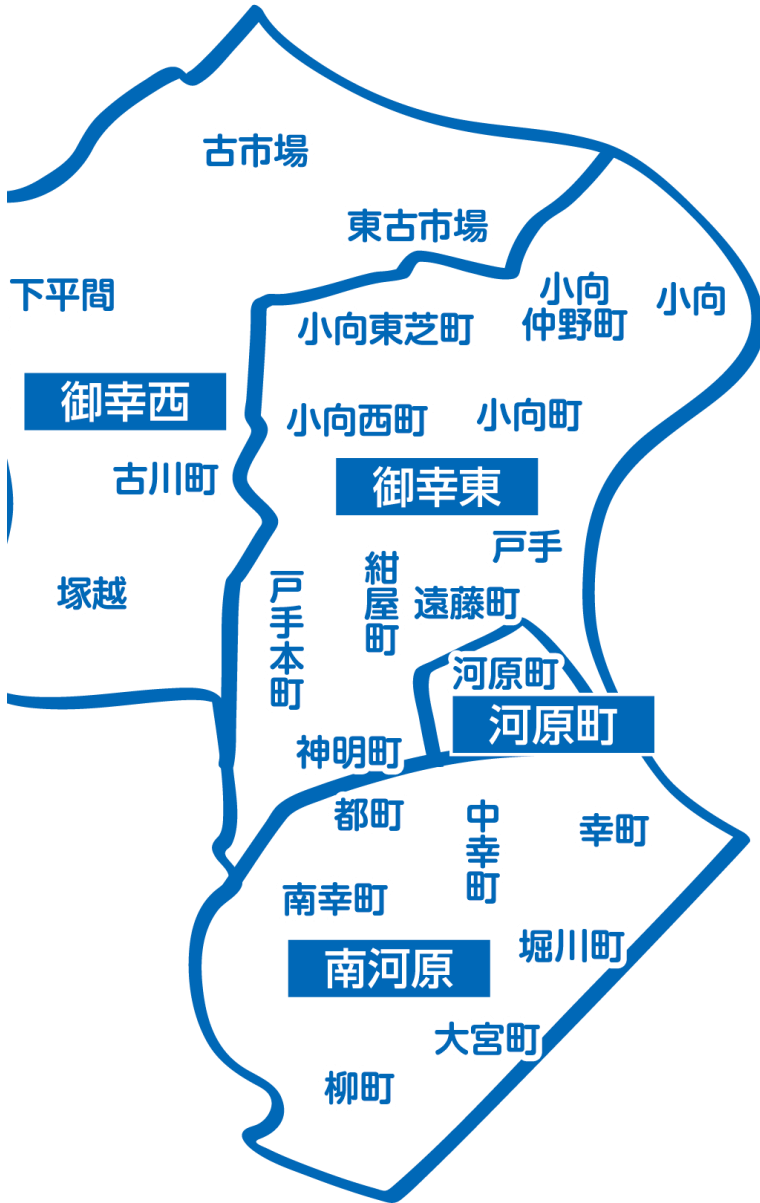 古市場
東古市場
下平間
小向
仲野町
小向
小向東芝町
御幸西
小向西町
小向町
古川町
御幸東
戸手
紺屋町
塚越
戸手本町
遠藤町
河原町
河原町
神明町
都町
中幸町
幸町
南幸町
堀川町
南河原
大宮町
柳町